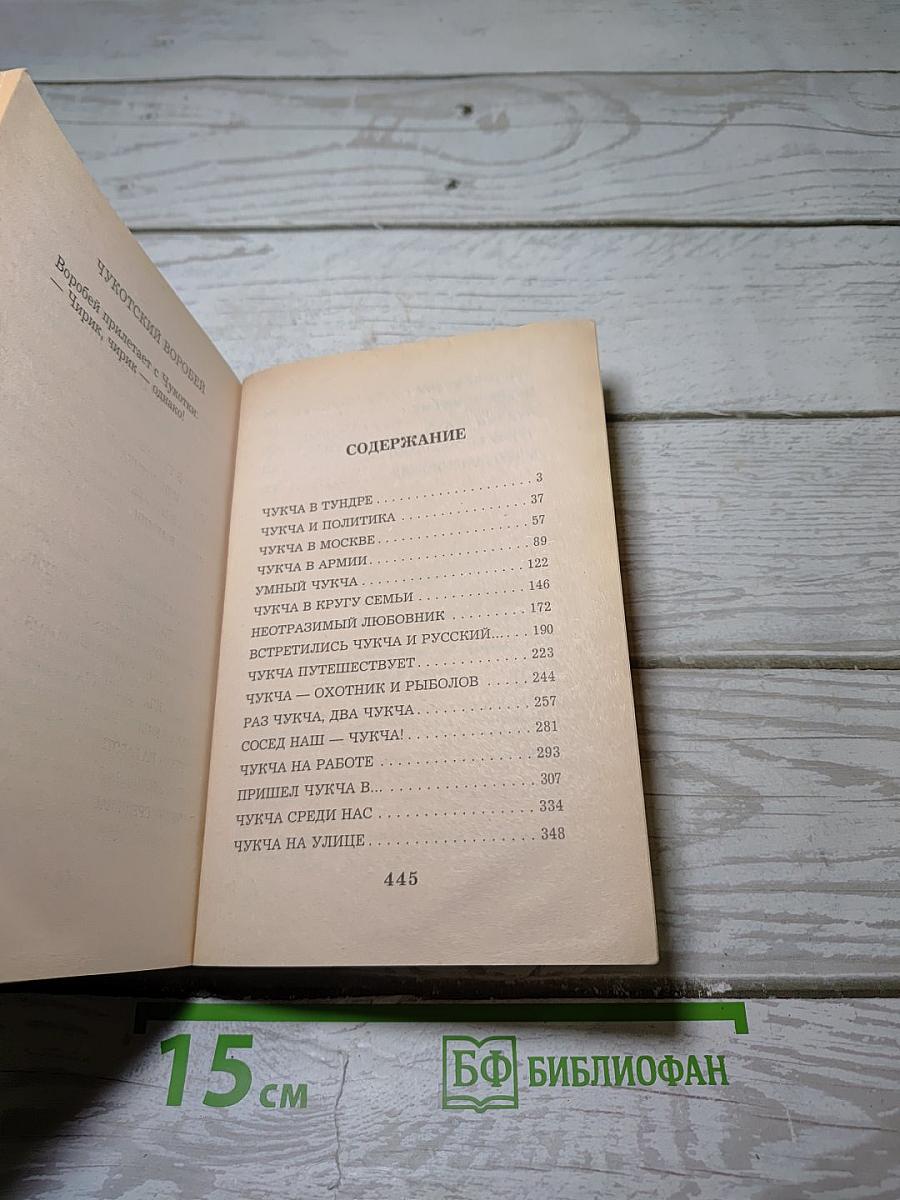 ЧУКОТСКИЙ ВОРОБЕЙ
Воробей прилетает с Чукотки:
— Чирик, чирик — однако!
СОДЕРЖАНИЕ
ЧУКЧА В ТУНДРЕ . . . . . . . . . . . . . . . . . . . . 3
ЧУКЧА И ПОЛИТИКА . . . . . . . . . . . . . . . . 37
ЧУКЧА В МОСКВЕ . . . . . . . . . . . . . . . . . . 57
ЧУКЧА В АРМИИ . . . . . . . . . . . . . . . . . . . 89
УМНЫЙ ЧУКЧА . . . . . . . . . . . . . . . . . . . 122
ЧУКЧА В КРУГУ СЕМЬИ . . . . . . . . . . . . . 146
НЕОТРАЗИМЫЙ ЛЮБОВНИК . . . . . . . . . 172
ВСТРЕТИЛИСЬ ЧУКЧА И РУССКИЙ... . . . . 190
ЧУКЧА ПУТЕШЕСТВУЕТ . . . . . . . . . . . . . 223
ЧУКЧА — ОХОТНИК И РЫБОЛОВ . . . . . 244
РАЗ ЧУКЧА, ДВА ЧУКЧА . . . . . . . . . . . . . 257
СОСЕД НАШ — ЧУКЧА! . . . . . . . . . . . . . . 281
ЧУКЧА НА РАБОТЕ . . . . . . . . . . . . . . . . . 293
ПРИШЕЛ ЧУКЧА В... . . . . . . . . . . . . . . . . 307
ЧУКЧА СРЕДИ НАС . . . . . . . . . . . . . . . . . 334
ЧУКЧА НА УЛИЦЕ . . . . . . . . . . . . . . . . . . 348
445
15 см
БФ БИБЛИОФАН